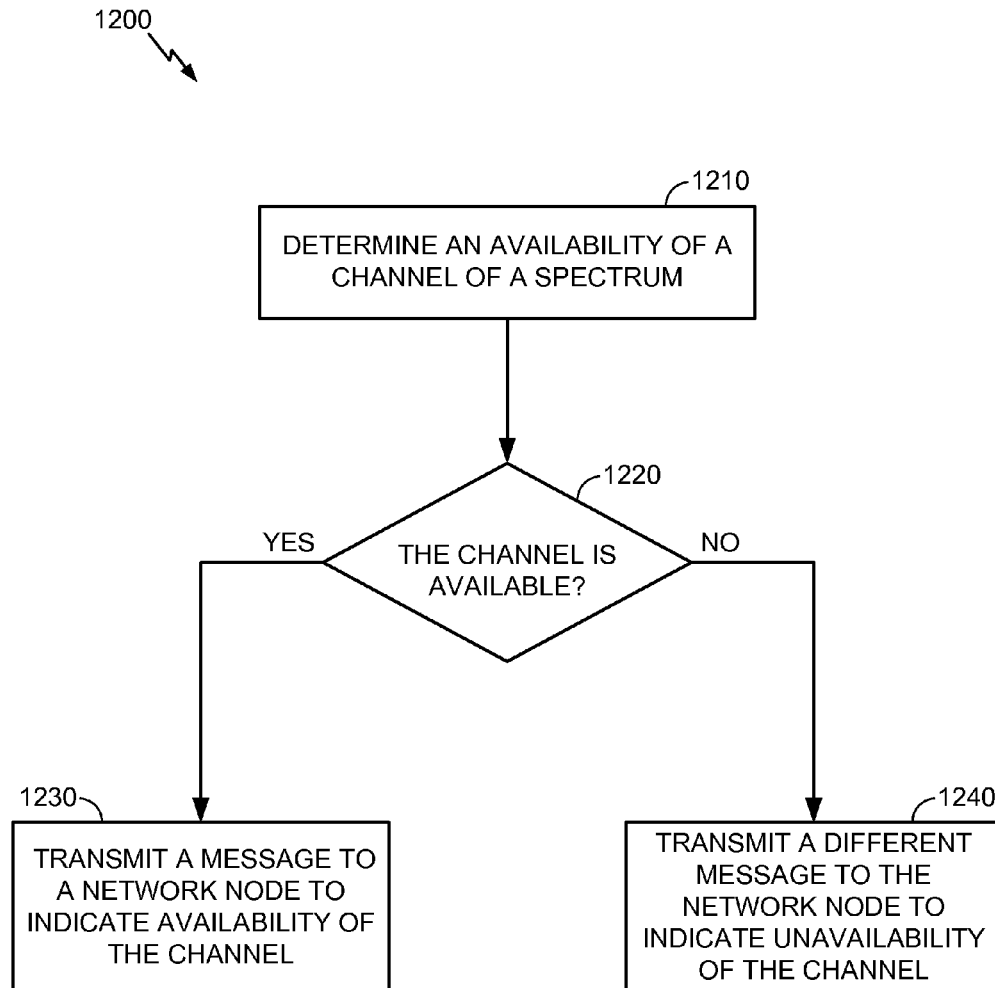 1200
1210
DETERMINE AN AVAILABILITY OF A
CHANNEL OF A SPECTRUM
1220
YES
THE CHANNEL IS
AVAILABLE?
NO
1230
TRANSMIT A MESSAGE TO
A NETWORK NODE TO
INDICATE AVAILABILITY OF
THE CHANNEL
1240
TRANSMIT A DIFFERENT
MESSAGE TO THE
NETWORK NODE TO
INDICATE UNAVAILABILITY
OF THE CHANNEL